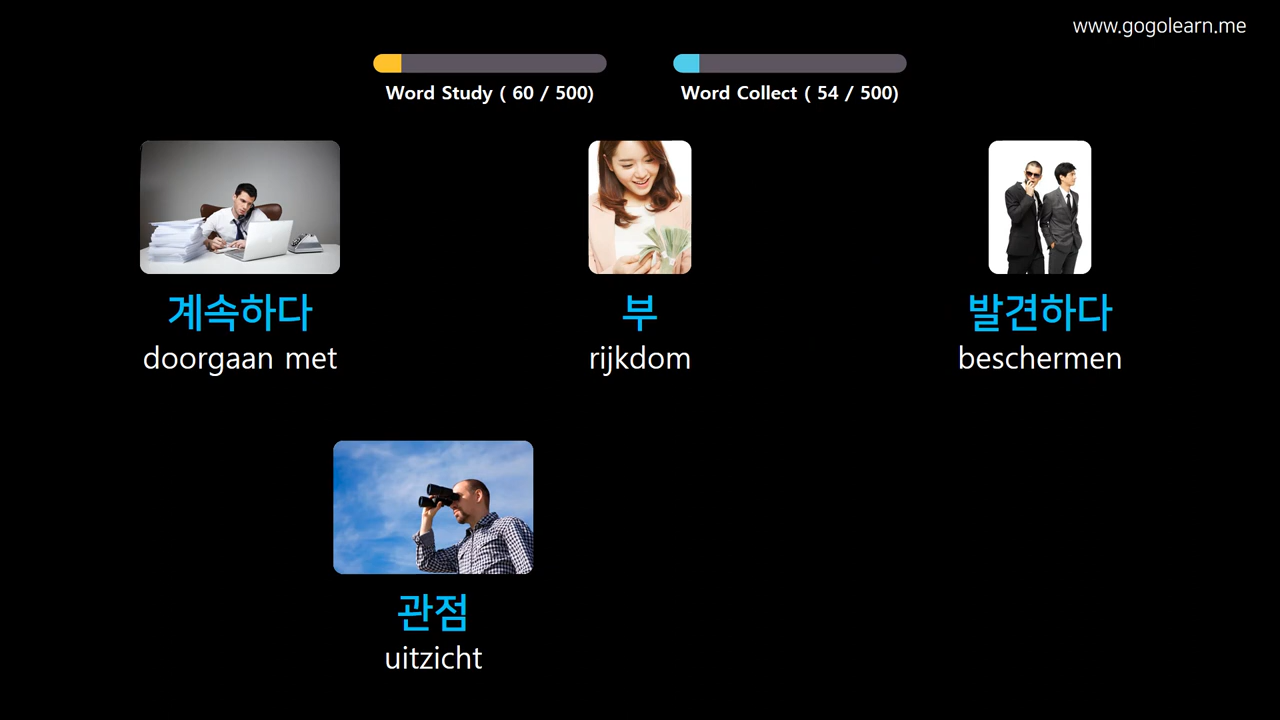 www.gogolearn.me
Word Study ( 60 / 500)
Word Collect ( 54 / 500)
계속하다
doorgaan met
부
rijkdom
발견하다
beschermen
관점
uitzicht